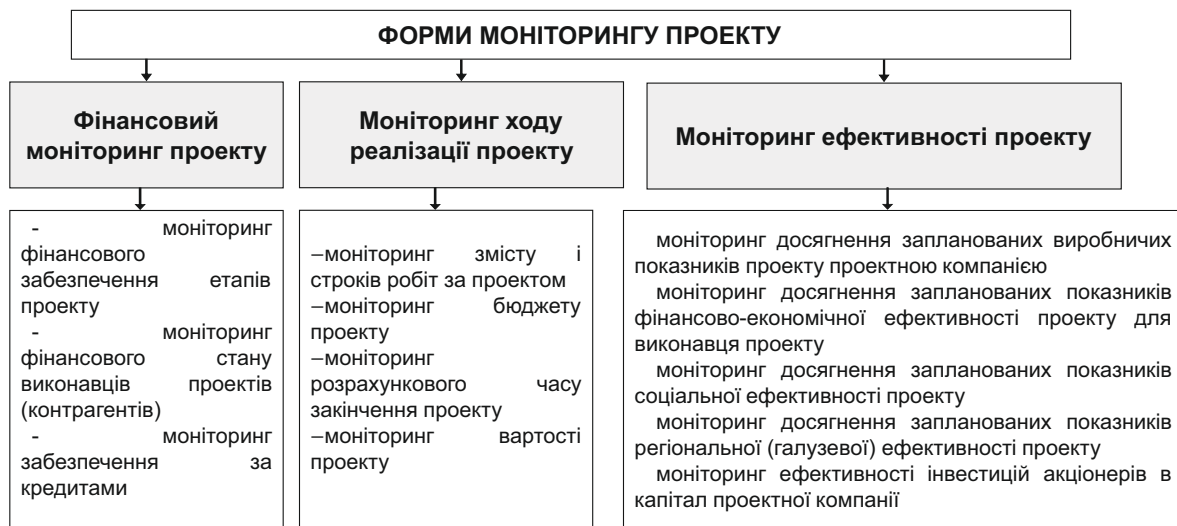 ФОРМИ МОНІТОРИНГУ ПРОЕКТУ
Фінансовий
моніторинг проекту
Моніторинг ходу
реалізації проекту
Моніторинг ефективності проекту
- моніторинг
фінансового
забезпечення етапів
проекту
- моніторинг
фінансового стану
виконавців проектів
(контрагентів)
- моніторинг
забезпечення за
кредитами
–моніторинг змісту і
строків робіт за проектом
–моніторинг бюджету
проекту
–моніторинг
розрахункового часу
закінчення проекту
–моніторинг вартості
проекту
моніторинг досягнення запланованих виробничих
показників проекту проектною компанією
моніторинг досягнення запланованих показників
фінансово-економічної ефективності проекту для
виконавця проекту
моніторинг досягнення запланованих показників
соціальної ефективності проекту
моніторинг досягнення запланованих показників
регіональної (галузевої) ефективності проекту
моніторинг ефективності інвестицій акціонерів в
капітал проектної компанії